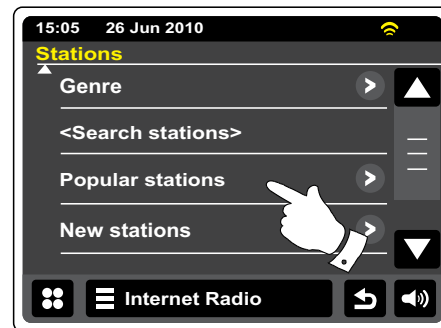 15:05 26 Jun 2010
Stations
Genre
<Search stations>
Popular stations
New stations
Internet Radio